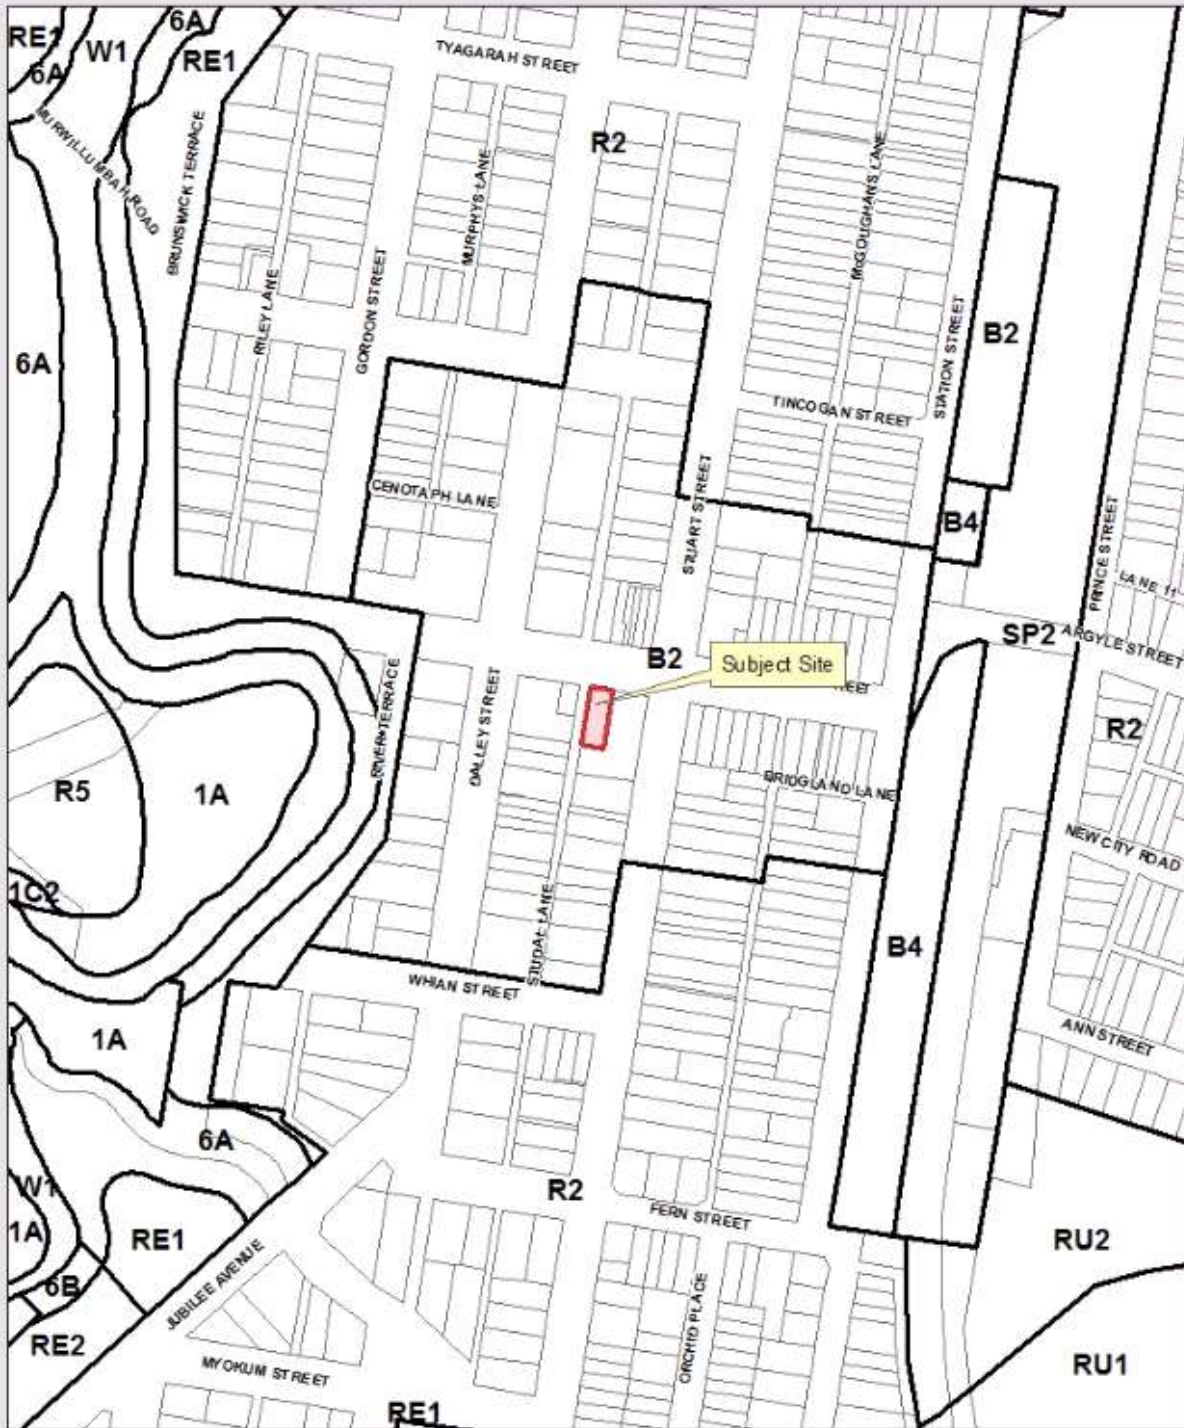 6A
RE1
W1
RE1
6A
TYAGARAH STREET
MURWILLUMBAH ROAD
BRUNSWICK TERRACE
R2
MURPHYS LANE
McGOUGHANS LANE
GORDON STREET
RILEY LANE
STATION STREET
B2
6A
TINCOGAN STREET
CENOTAPH LANE
STUART STREET
B4
PRINCE STREET
LANE 11
SP2
ARGYLE STREET
B2
Subject Site
REET
RIVER TERRACE
DALLEY STREET
R2
R5
1A
BRIDGLAND LANE
NEW CITY ROAD
1C2
STUDAL LANE
B4
WHIAN STREET
1A
ANN STREET
6A
W1
R2
1A
RE1
FERN STREET
RU2
6B
JUBILEE AVENUE
ORCHID PLACE
RE2
MYOKUM STREET
RU1
RE1